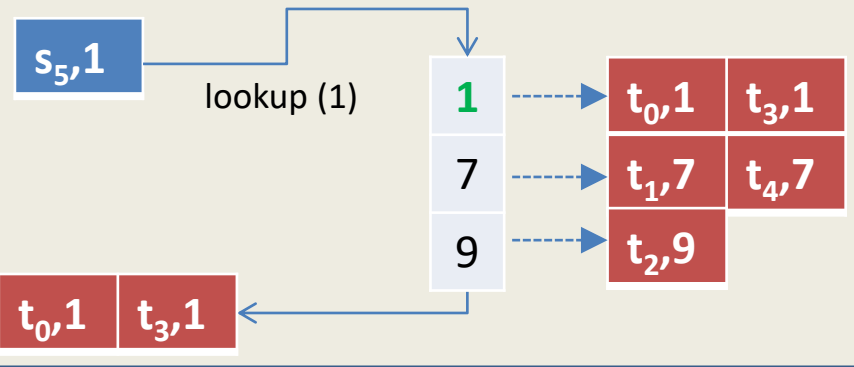 s₅,1
lookup (1)
1
t₀,1 t₃,1
7
t₁,7 t₄,7
9
t₂,9
t₀,1 t₃,1